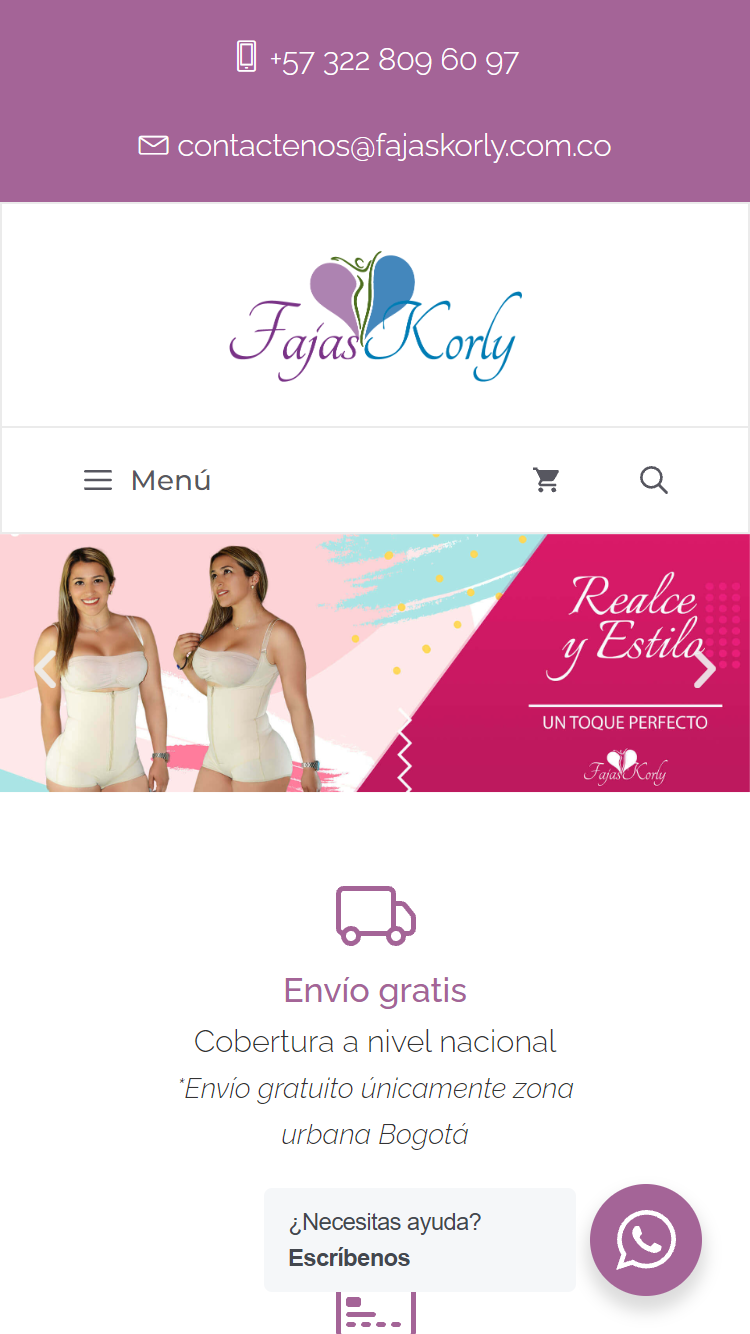 +57 322 809 60 97
contactenos@fajaskorly.com.co
Fajas Korly
Menú
Realce
y Estilo
UN TOQUE PERFECTO
Fajas Korly
Envío gratis
Cobertura a nivel nacional
*Envío gratuito únicamente zona
urbana Bogotá
¿Necesitas ayuda?
Escríbenos